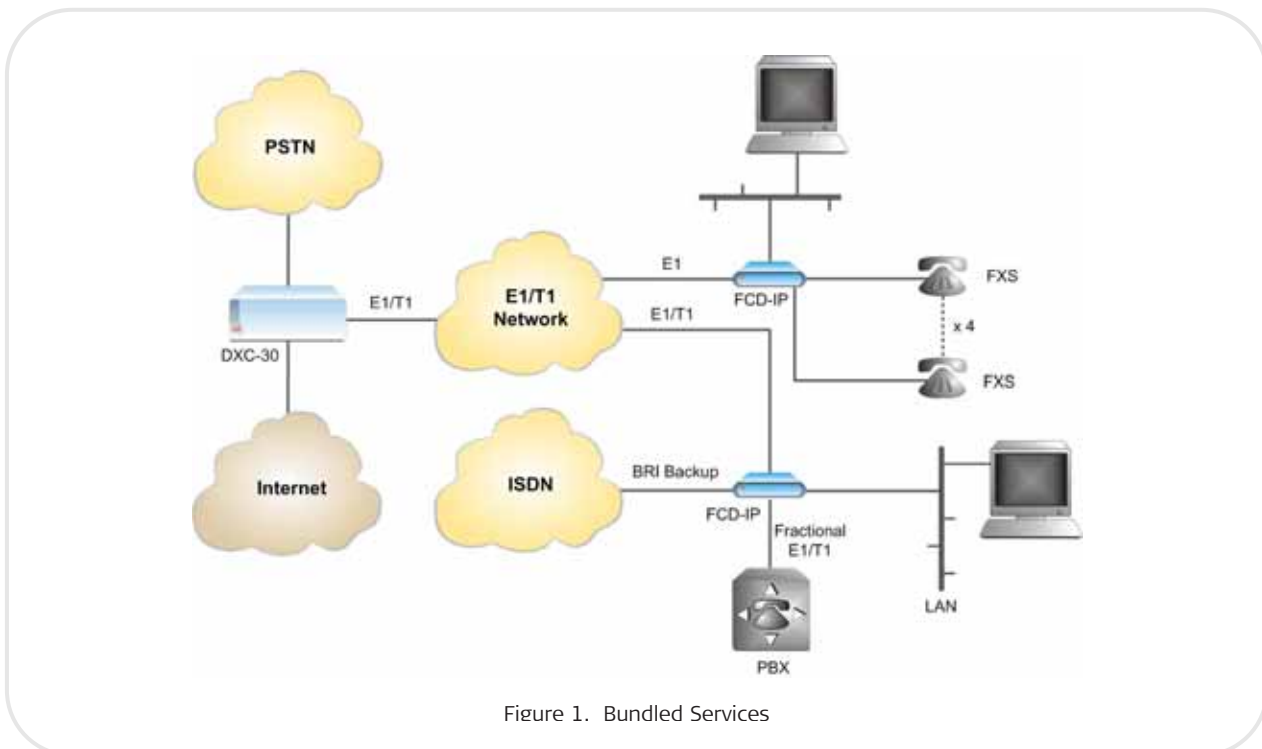 PSTN
E1/T1
Network
E1
E1/T1
E1/T1
DXC-30
FCD-IP
FXS
x 4
FXS
Internet
ISDN
BRI Backup
FCD-IP
Fractional
E1/T1
LAN
PBX
Figure 1. Bundled Services